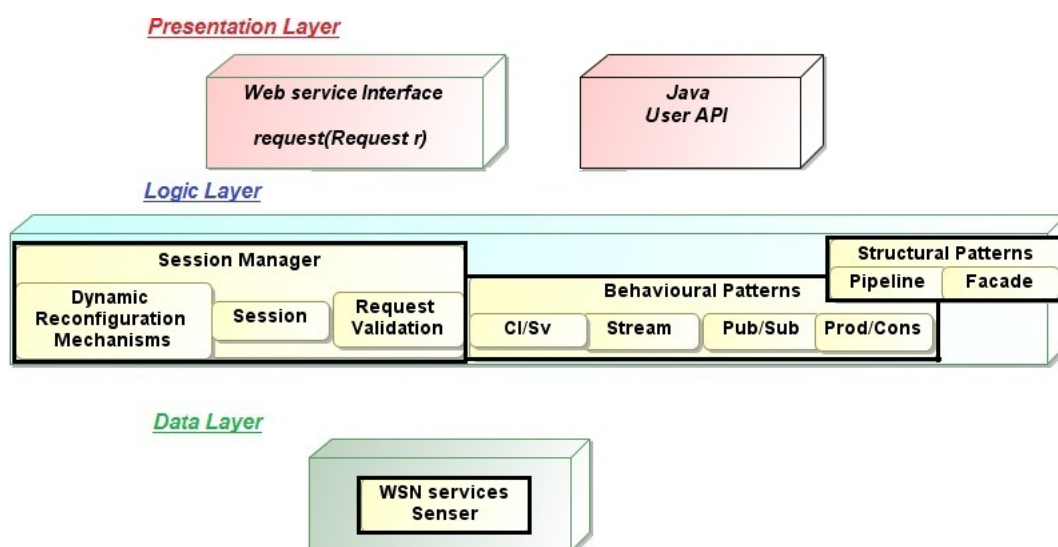 Presentation Layer
Web service Interface
request(Request r)
Java
User API
Logic Layer
Session Manager
Dynamic
Reconfiguration
Mechanisms
Session
Request
Validation
Behavioural Patterns
Cl/Sv
Stream
Pub/Sub
Prod/Cons
Structural Patterns
Pipeline
Facade
Data Layer
WSN services
Senser